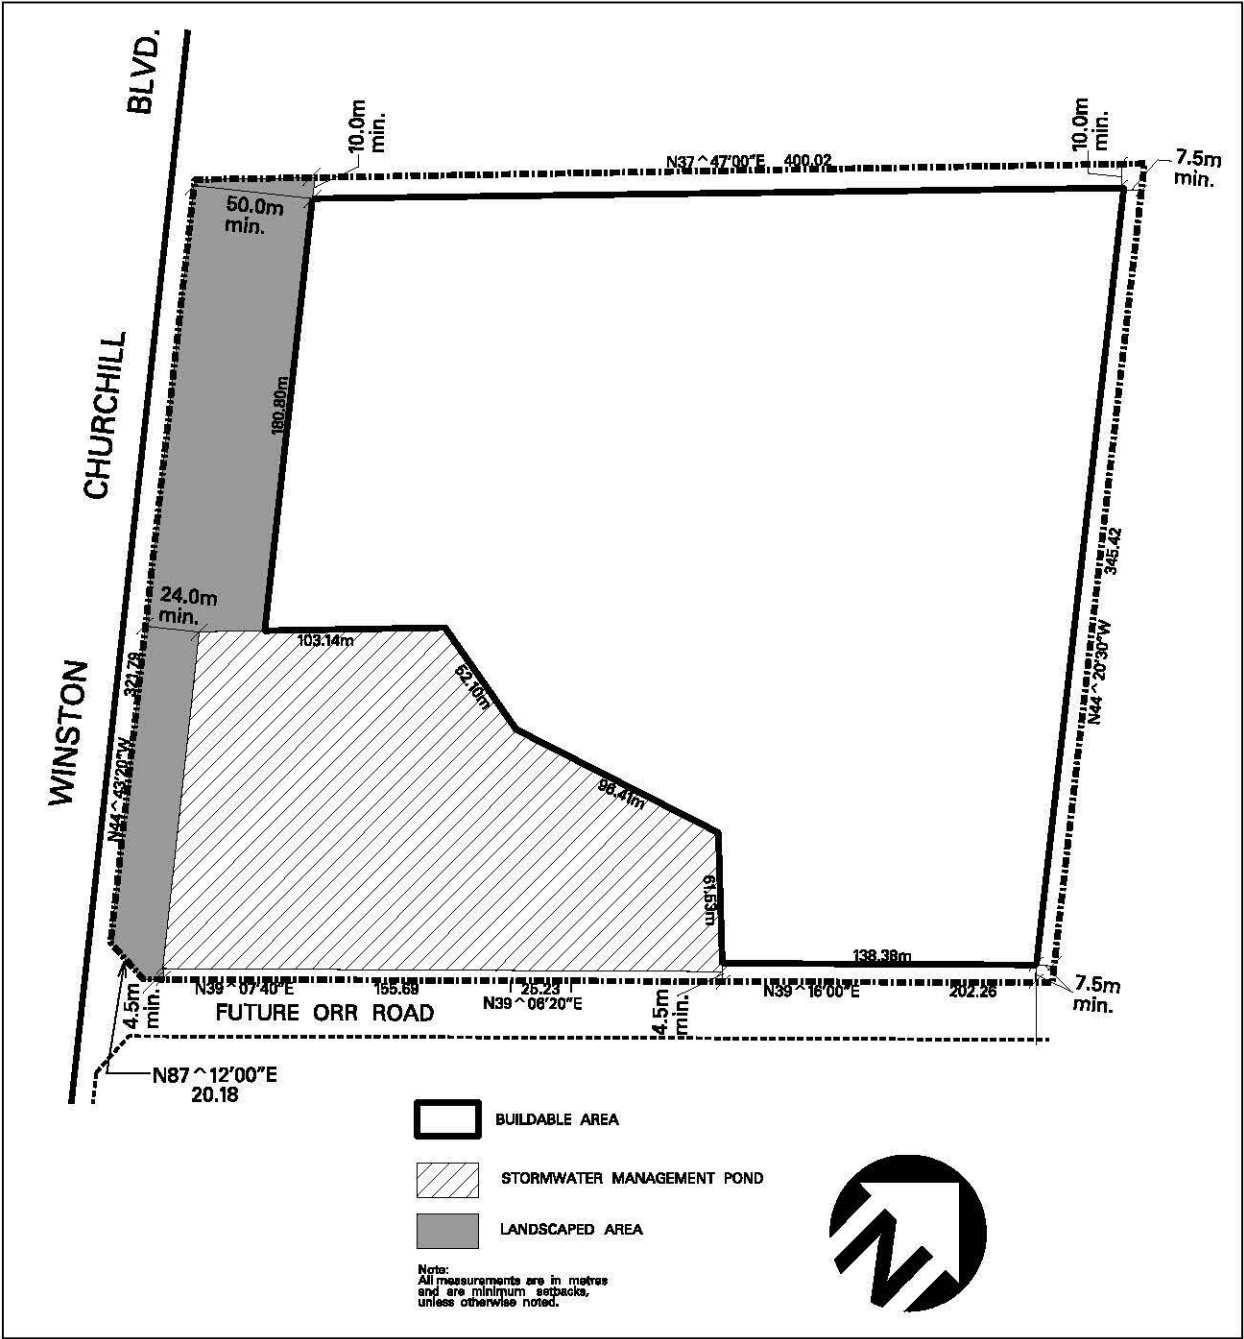 BLVD.
10.0m
min.
10.0m
min.
N37^47'00"E 400.02
7.5m
min.
50.0m
min.
CHURCHILL
180.80m
345.42
24.0m
min.
103.14m
N44^20'30"W
321.79
52.10m
WINSTON
N44^43'20"W
98.41m
61.53m
138.38m
N39^07'40"E 155.69
25.23
N39^06'20"E
N39^16'00"E 202.26
7.5m
min.
4.5m
min.
4.5m
min.
FUTURE ORR ROAD
N87^12'00"E
20.18
BUILDABLE AREA
STORMWATER MANAGEMENT POND
LANDSCAPED AREA
N
Note:
All measurements are in metres
and are minimum setbacks,
unless otherwise noted.